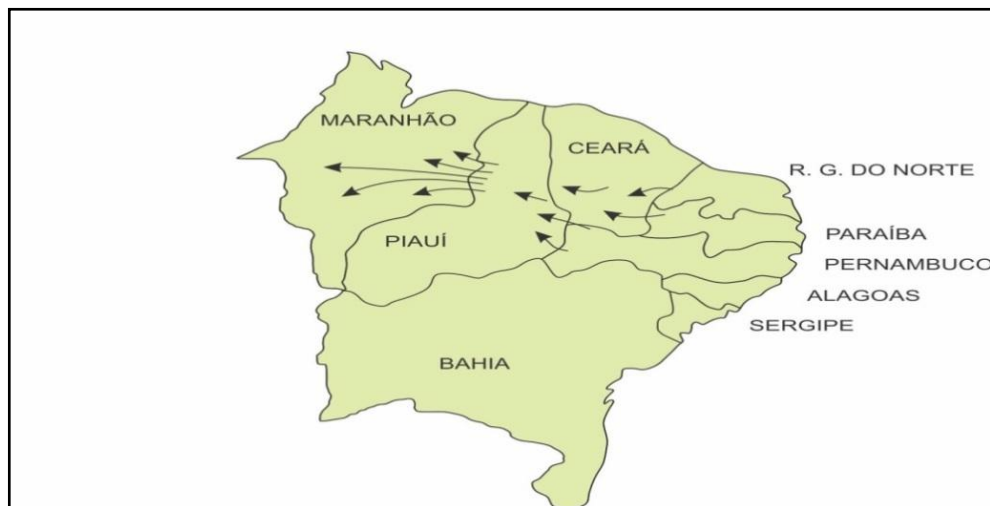 MARANHÃO
CEARÁ
R. G. DO NORTE
PIAUÍ
PARAÍBA
PERNAMBUCO
ALAGOAS
SERGIPE
BAHIA